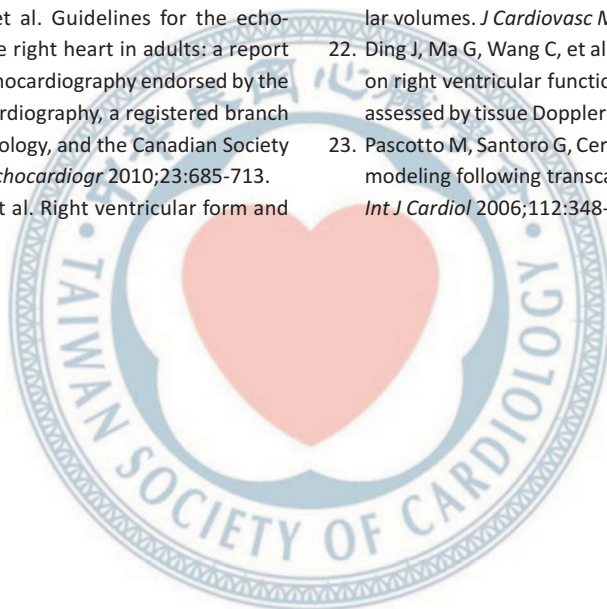 et al. Guidelines for the echo-
e right heart in adults: a report
hocardiography endorsed by the
rdiography, a registered branch
ology, and the Canadian Society
chocardiogr 2010;23:685-713.
et al. Right ventricular form and
lar volumes. J Cardiovasc M
22. Ding J, Ma G, Wang C, et al
on right ventricular functio
assessed by tissue Doppler
23. Pascotto M, Santoro G, Cer
modeling following transca
Int J Cardiol 2006;112:348-
TAIWAN SOCIETY OF CARDIOLOGY